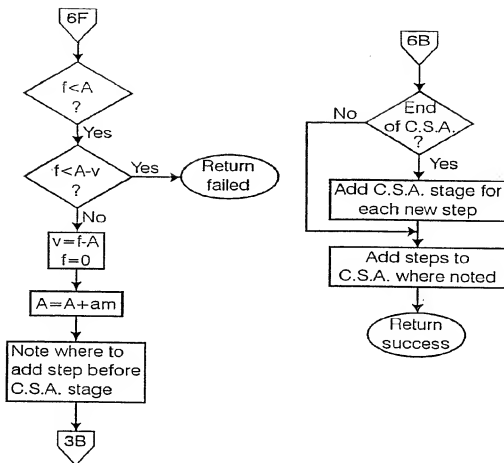 6F
f<A
?
Yes
f<A-v
?
Yes
Return
failed
No
v=f-A
f=0
A=A+am
Note where to
add step before
C.S.A. stage
3B
6B
End
of C.S.A.
?
No
Yes
Add C.S.A. stage for
each new step
Add steps to
C.S.A. where noted
Return
success